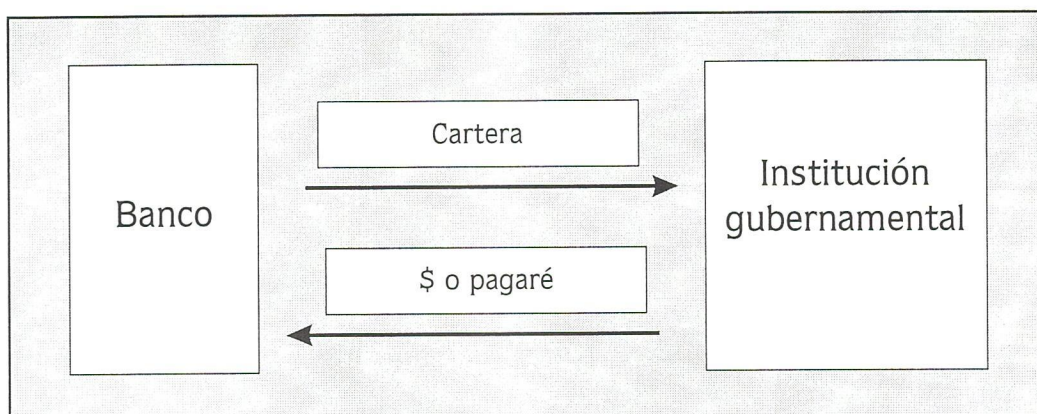 Banco
Cartera
$ o pagaré
Institución
gubernamental